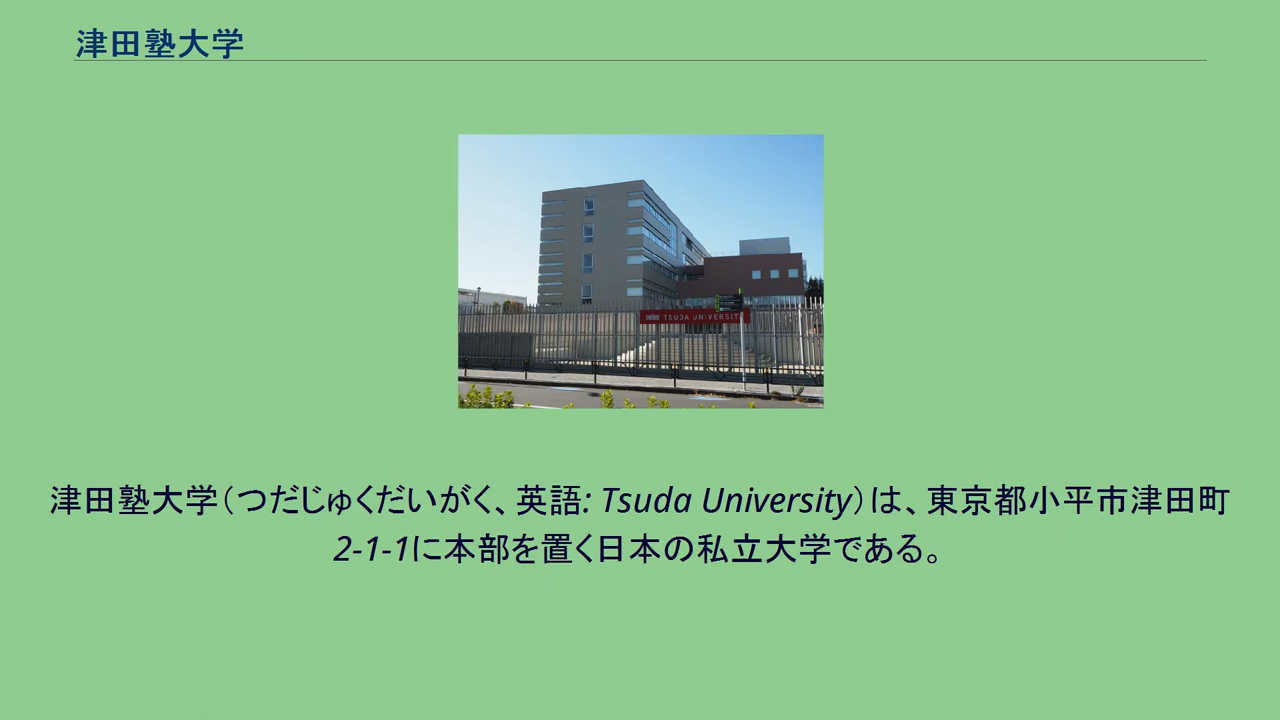 津田塾大学
TSUDA UNIVERSITY
津田塾大学（つだじゅくだいがく、英語: Tsuda University）は、東京都小平市津田町
2-1-1に本部を置く日本の私立大学である。